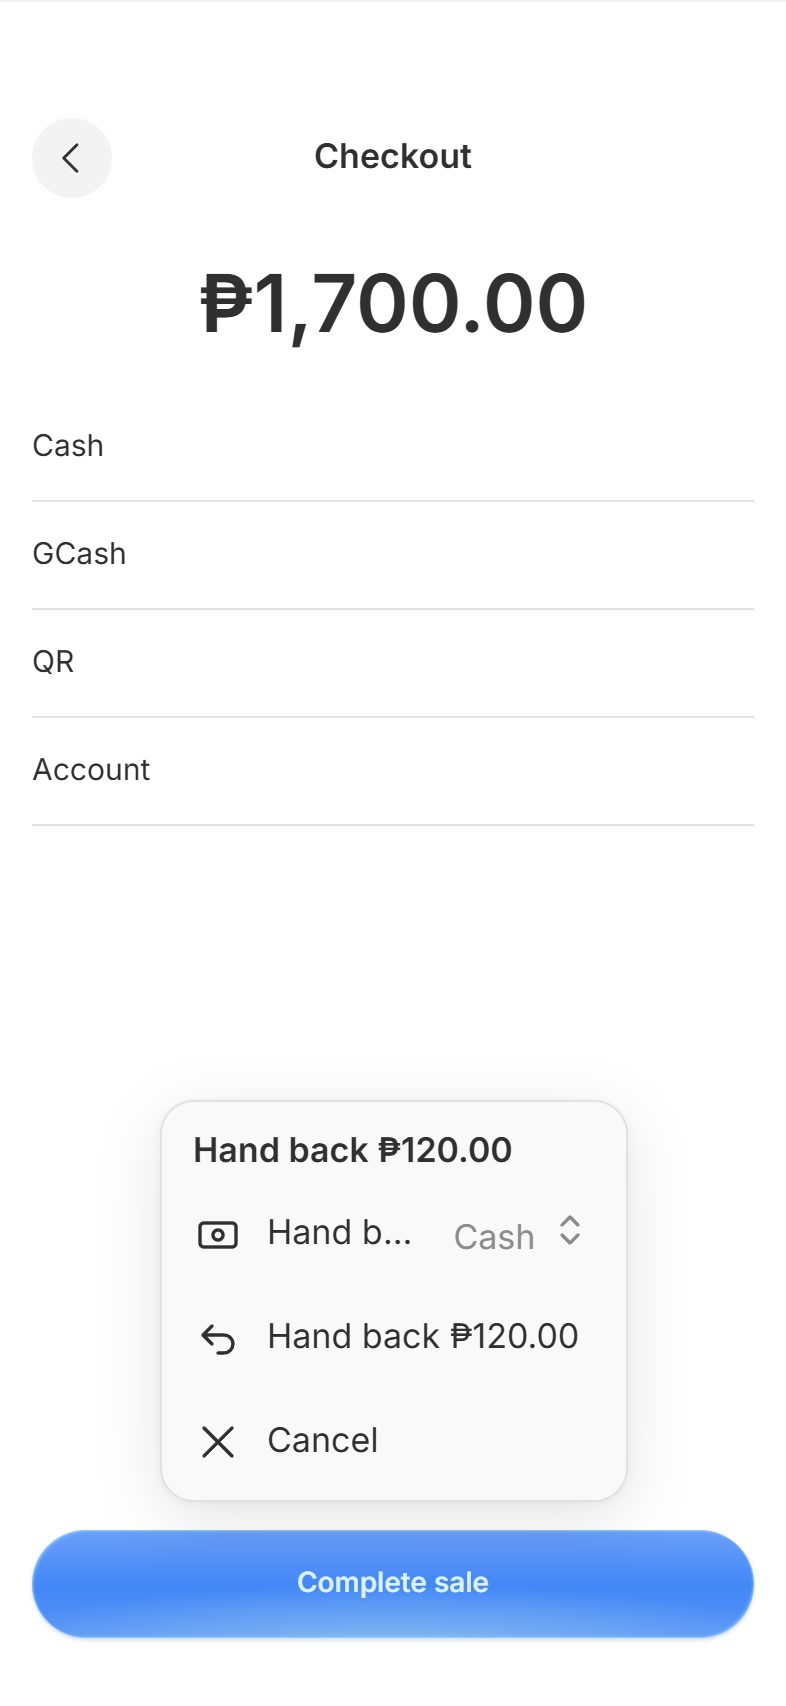 Checkout
₱1,700.00
Cash
GCash
QR
Account
Hand back ₱120.00
Hand b... Cash
Hand back ₱120.00
Cancel
Complete sale